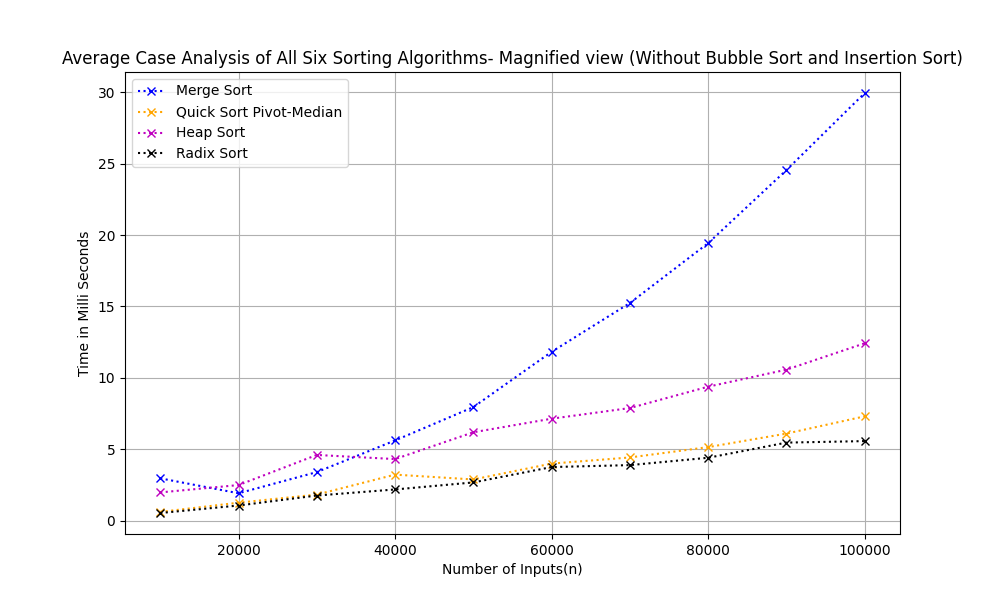 Average Case Analysis of All Six Sorting Algorithms- Magnified view (Without Bubble Sort and Insertion Sort)
Merge Sort
Quick Sort Pivot-Median
Heap Sort
Radix Sort
30
25
20
15
10
5
0
Time in Milli Seconds
20000
40000
60000
80000
100000
Number of Inputs(n)